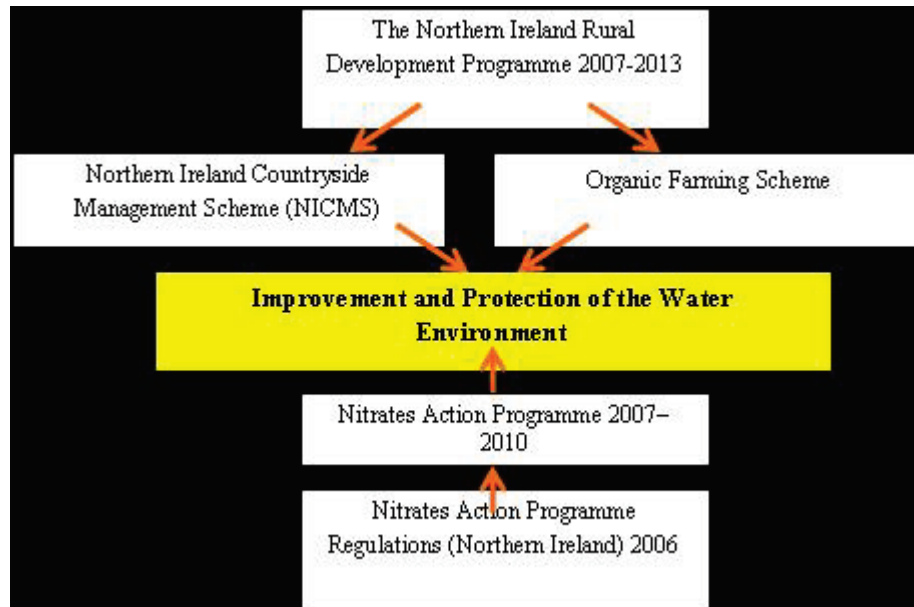 The Northern Ireland Rural
Development Programme 2007-2013
Northern Ireland Countryside
Management Scheme (NICMS)
Organic Farming Scheme
Improvement and Protection of the Water
Environment
Nitrates Action Programme 2007–
2010
Nitrates Action Programme
Regulations (Northern Ireland) 2006